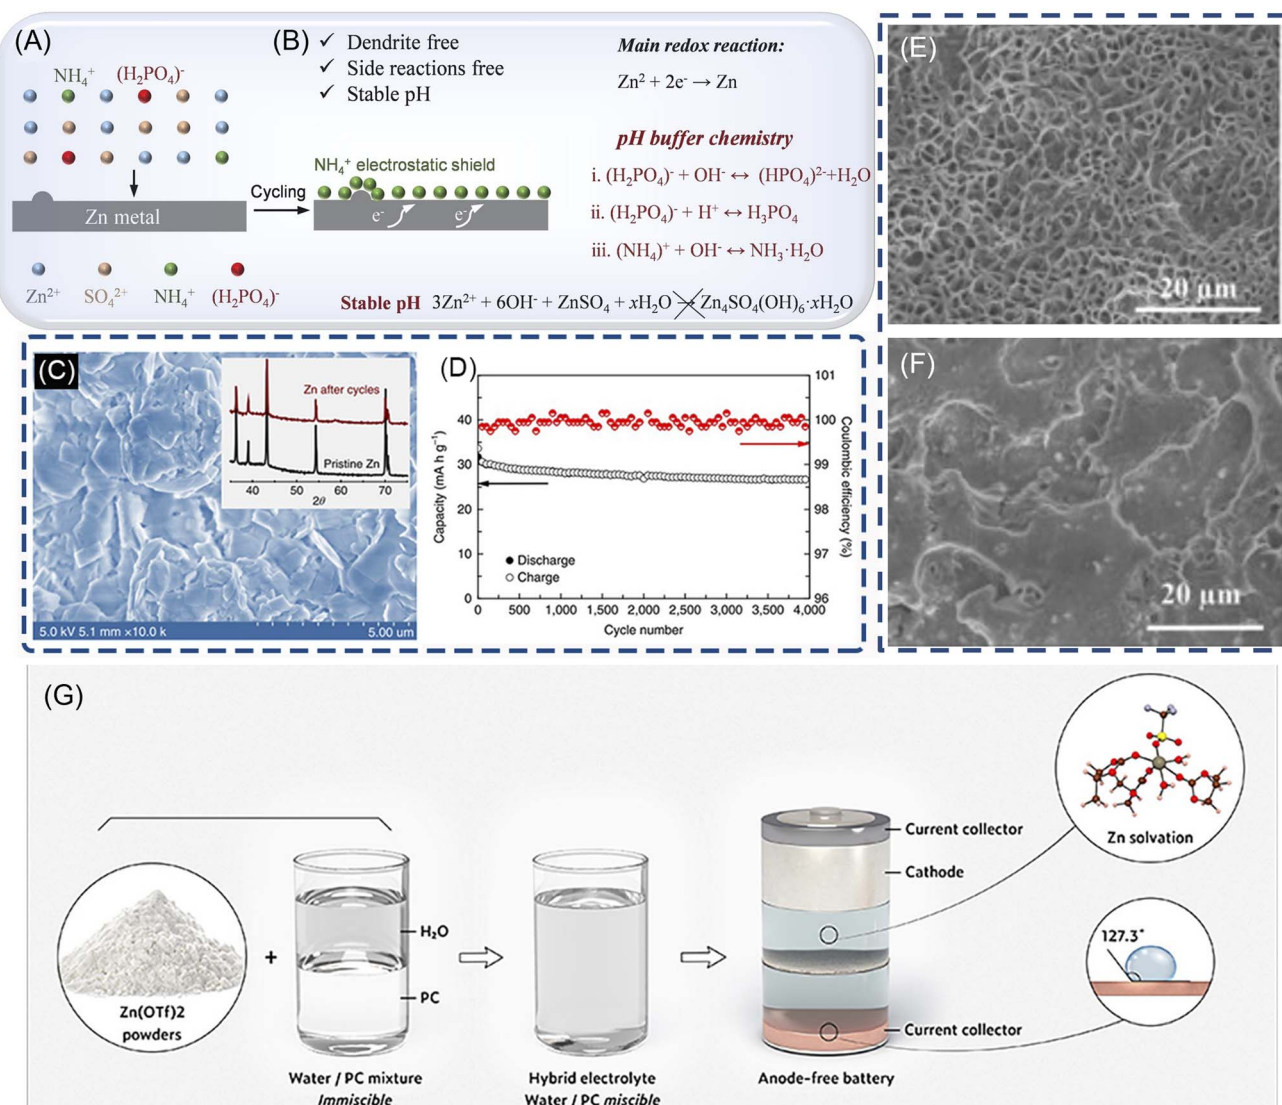 (A)
NH₄⁺ (H₂PO₄)⁻
Zn metal
Zn²⁺ SO₄²⁺ NH₄⁺ (H₂PO₄)⁻
Cycling
(B)
✓ Dendrite free
✓ Side reactions free
✓ Stable pH
NH₄⁺ electrostatic shield
e⁻ e⁻
Main redox reaction:
Zn² + 2e⁻ → Zn
pH buffer chemistry
i. (H₂PO₄)⁻ + OH⁻ ↔ (HPO₄)²⁻+H₂O
ii. (H₂PO₄)⁻ + H⁺ ↔ H₃PO₄
iii. (NH₄)⁺ + OH⁻ ↔ NH₃·H₂O
Stable pH 3Zn²⁺ + 6OH⁻ + ZnSO₄ + xH₂O → Zn₄SO₄(OH)₆·xH₂O
(C)
Zn after cycles
Pristine Zn
40 50 60 70
2θ
5.0 kV 5.1 mm ×10.0 k 5.00 um
(D)
Capacity (mA h g⁻¹)
40
30
20
10
0
101
100
99
98
97
96
Coulombic efficiency (%)
Discharge
Charge
0 500 1,000 1,500 2,000 2,500 3,000 3,500 4,000
Cycle number
(E)
20 μm
(F)
20 μm
(G)
Zn(OTf)2
powders
+
H₂O
PC
Water / PC mixture
Immiscible
Hybrid electrolyte
Water / PC miscible
Current collector
Cathode
Current collector
Anode-free battery
Zn solvation
127.3°